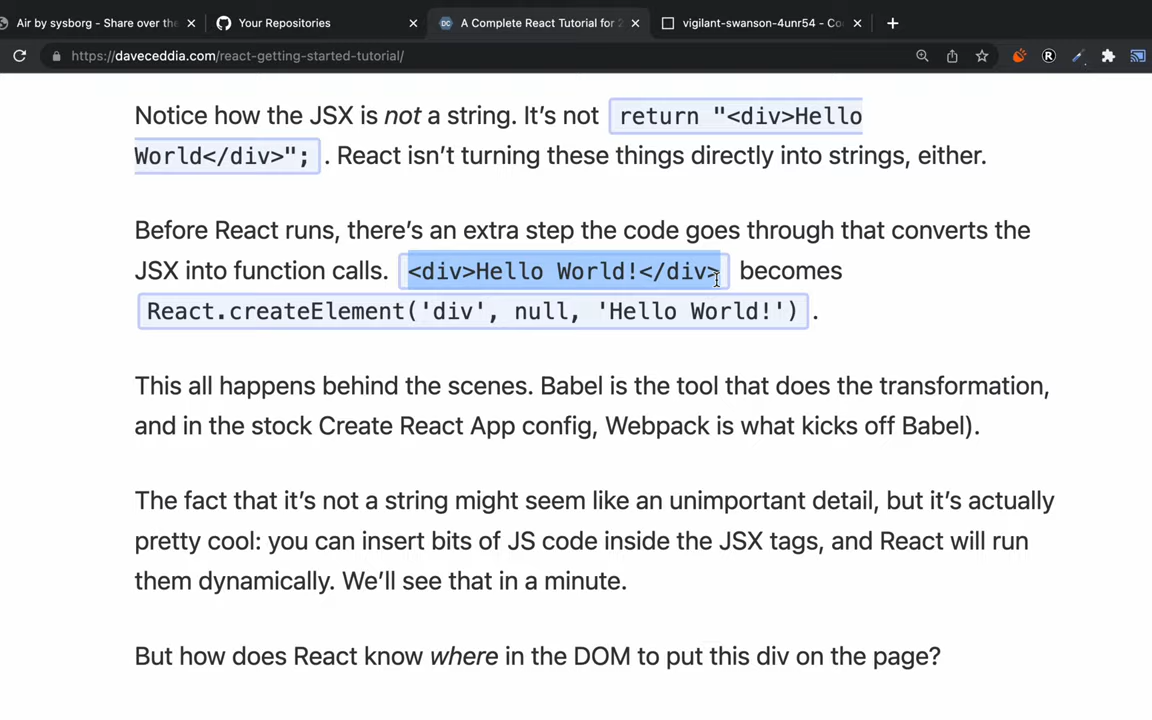 Air by sysborg - Share over the
Your Repositories
A Complete React Tutorial for 2
vigilant-swanson-4unr54 - Co
https://daveceddia.com/react-getting-started-tutorial/
Notice how the JSX is not a string. It’s not return "<div>Hello
World</div>"; . React isn’t turning these things directly into strings, either.
Before React runs, there’s an extra step the code goes through that converts the
JSX into function calls. <div>Hello World!</div> becomes
React.createElement('div', null, 'Hello World!') .
This all happens behind the scenes. Babel is the tool that does the transformation,
and in the stock Create React App config, Webpack is what kicks off Babel).
The fact that it’s not a string might seem like an unimportant detail, but it’s actually
pretty cool: you can insert bits of JS code inside the JSX tags, and React will run
them dynamically. We’ll see that in a minute.
But how does React know where in the DOM to put this div on the page?